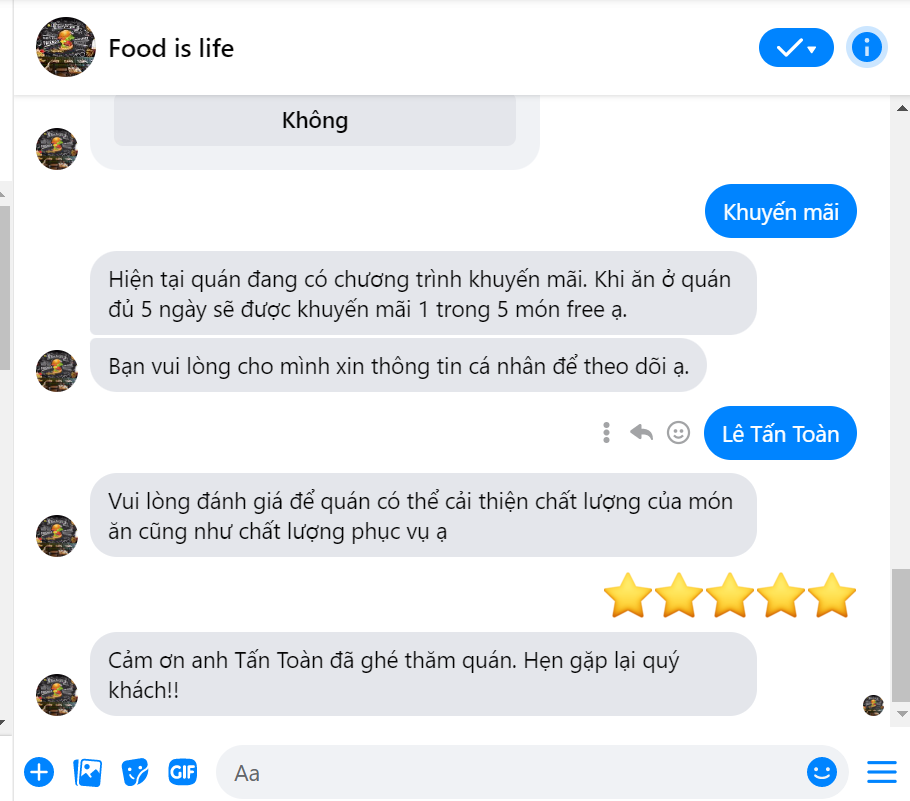 Food is life
Không
Khuyến mãi
Hiện tại quán đang có chương trình khuyến mãi. Khi ăn ở quán
đủ 5 ngày sẽ được khuyến mãi 1 trong 5 món free ạ.
Bạn vui lòng cho mình xin thông tin cá nhân để theo dõi ạ.
Lê Tấn Toàn
Vui lòng đánh giá để quán có thể cải thiện chất lượng của món
ăn cũng như chất lượng phục vụ ạ
Cảm ơn anh Tấn Toàn đã ghé thăm quán. Hẹn gặp lại quý
khách!!
GIF
Aa